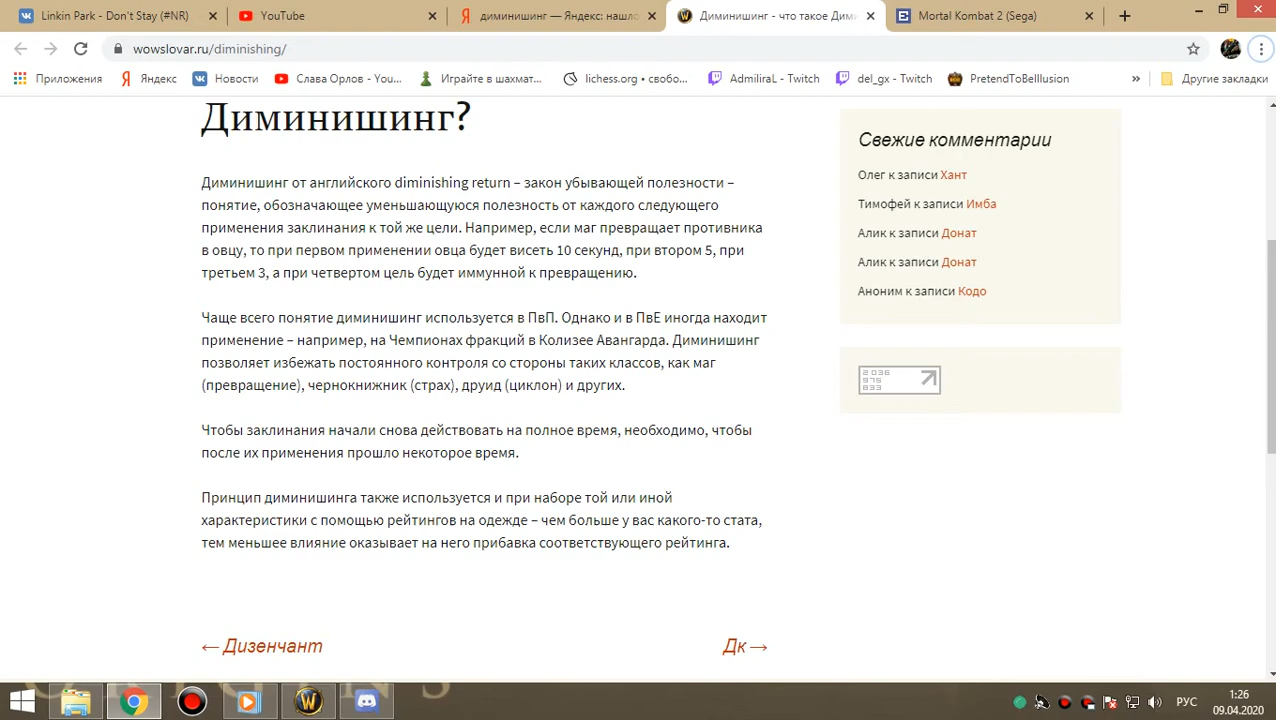 Linkin Park - Don't Stay (#NR)
YouTube
диминишинг — Яндекс: нашло
Диминишинг - что такое Дим
Mortal Kombat 2 (Sega)
wowslovar.ru/diminishing/
Приложения
Яндекс
Новости
Слава Орлов - You...
Играйте в шахмат...
lichess.org • свобо...
AdmiliraL - Twitch
del_gx - Twitch
PretendToBeIllusion
»
Другие закладки
Диминишинг?
Диминишинг от английского diminishing return – закон убывающей полезности –
понятие, обозначающее уменьшающуюся полезность от каждого следующего
применения заклинания к той же цели. Например, если маг превращает противника
в овцу, то при первом применении овца будет висеть 10 секунд, при втором 5, при
третьем 3, а при четвертом цель будет иммунной к превращению.
Чаще всего понятие диминишинг используется в ПвП. Однако и в ПвЕ иногда находит
применение – например, на Чемпионах фракций в Колизее Авангарда. Диминишинг
позволяет избежать постоянного контроля со стороны таких классов, как маг
(превращение), чернокнижник (страх), друид (циклон) и других.
Чтобы заклинания начали снова действовать на полное время, необходимо, чтобы
после их применения прошло некоторое время.
Принцип диминишинга также используется и при наборе той или иной
характеристики с помощью рейтингов на одежде – чем больше у вас какого-то стата,
тем меньшее влияние оказывает на него прибавка соответствующего рейтинга.
← Дизенчант
Дк →
Свежие комментарии
Олег к записи Хант
Тимофей к записи Имба
Алик к записи Донат
Алик к записи Донат
Аноним к записи Кодо
2 036
975
833
РУС
1:26
09.04.2020